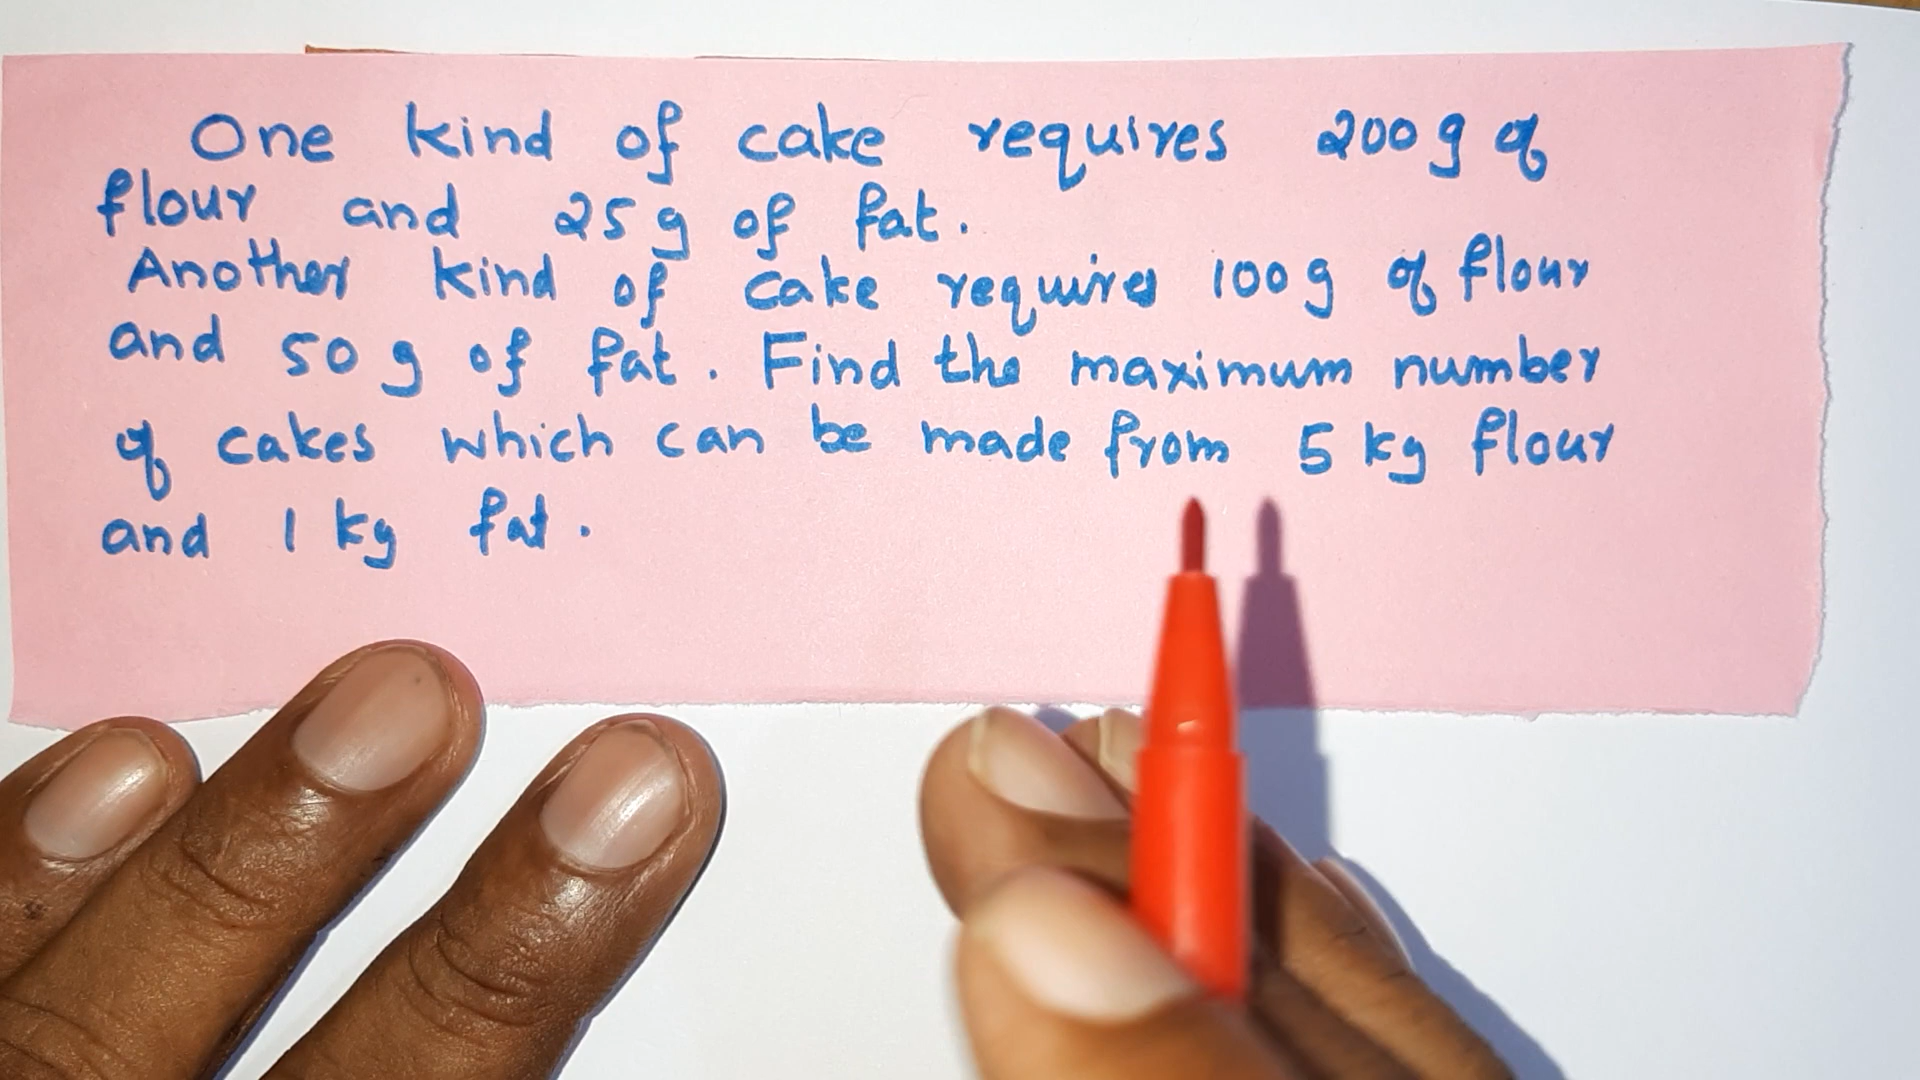 One kind of cake requires 200g of
flour and 25g of fat.
Another kind of cake requires 100g of flour
and 50g of fat. Find the maximum number
of cakes which can be made from 5kg flour
and 1 kg fat.